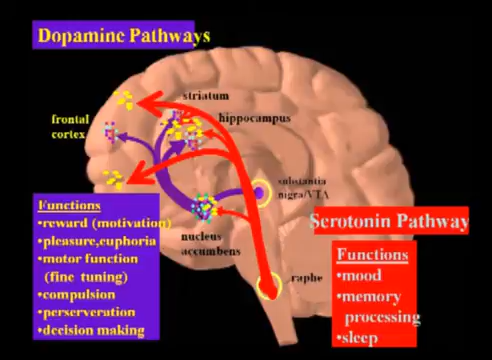 Dopamine Pathways
striatum
hippocampus
frontal
cortex
substantia
nigra/VTA
nucleus
accumbens
raphe
Functions
•reward (motivation)
•pleasure,euphoria
•motor function
(fine tuning)
•compulsion
•perserveration
•decision making
Serotonin Pathway
Functions
•mood
•memory
processing
•sleep